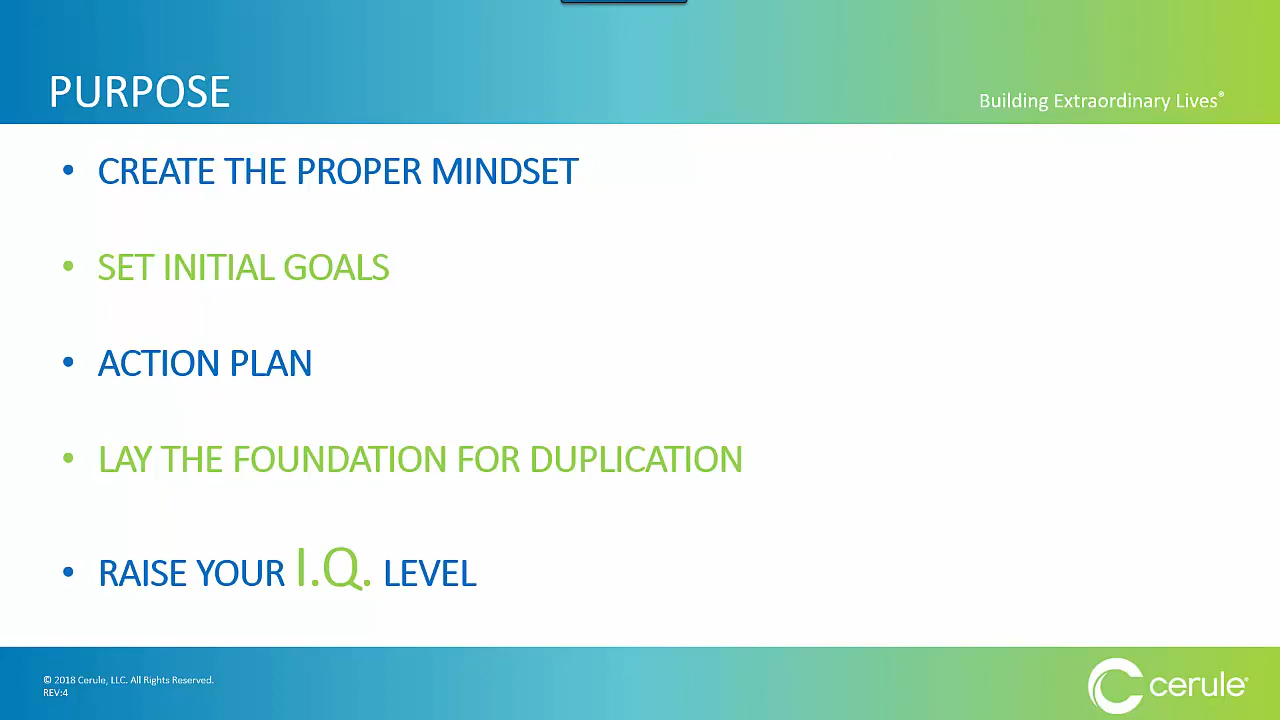 PURPOSE
Building Extraordinary Lives®
• CREATE THE PROPER MINDSET
• SET INITIAL GOALS
• ACTION PLAN
• LAY THE FOUNDATION FOR DUPLICATION
• RAISE YOUR I.Q. LEVEL
© 2018 Cerule, LLC. All Rights Reserved.
REV:4
cerule®